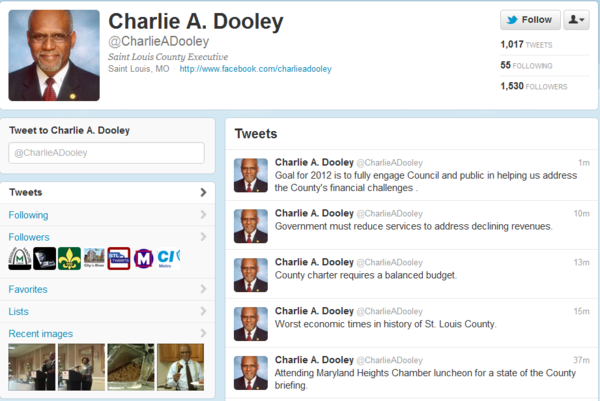 Charlie A. Dooley
@CharlieADooley
Saint Louis County Executive
Saint Louis, MO http://www.facebook.com/charlieadooley
Follow
1,017 TWEETS
55 FOLLOWING
1,530 FOLLOWERS
Tweet to Charlie A. Dooley
@CharlieADooley
Tweets
Following
Followers
Favorites
Lists
Recent images
Tweets
Charlie A. Dooley @CharlieADooley 1m
Goal for 2012 is to fully engage Council and public in helping us address
the County's financial challenges .
Charlie A. Dooley @CharlieADooley 10m
Government must reduce services to address declining revenues.
Charlie A. Dooley @CharlieADooley 13m
County charter requires a balanced budget.
Charlie A. Dooley @CharlieADooley 15m
Worst economic times in history of St. Louis County.
Charlie A. Dooley @CharlieADooley 37m
Attending Maryland Heights Chamber luncheon for a state of the County
briefing.